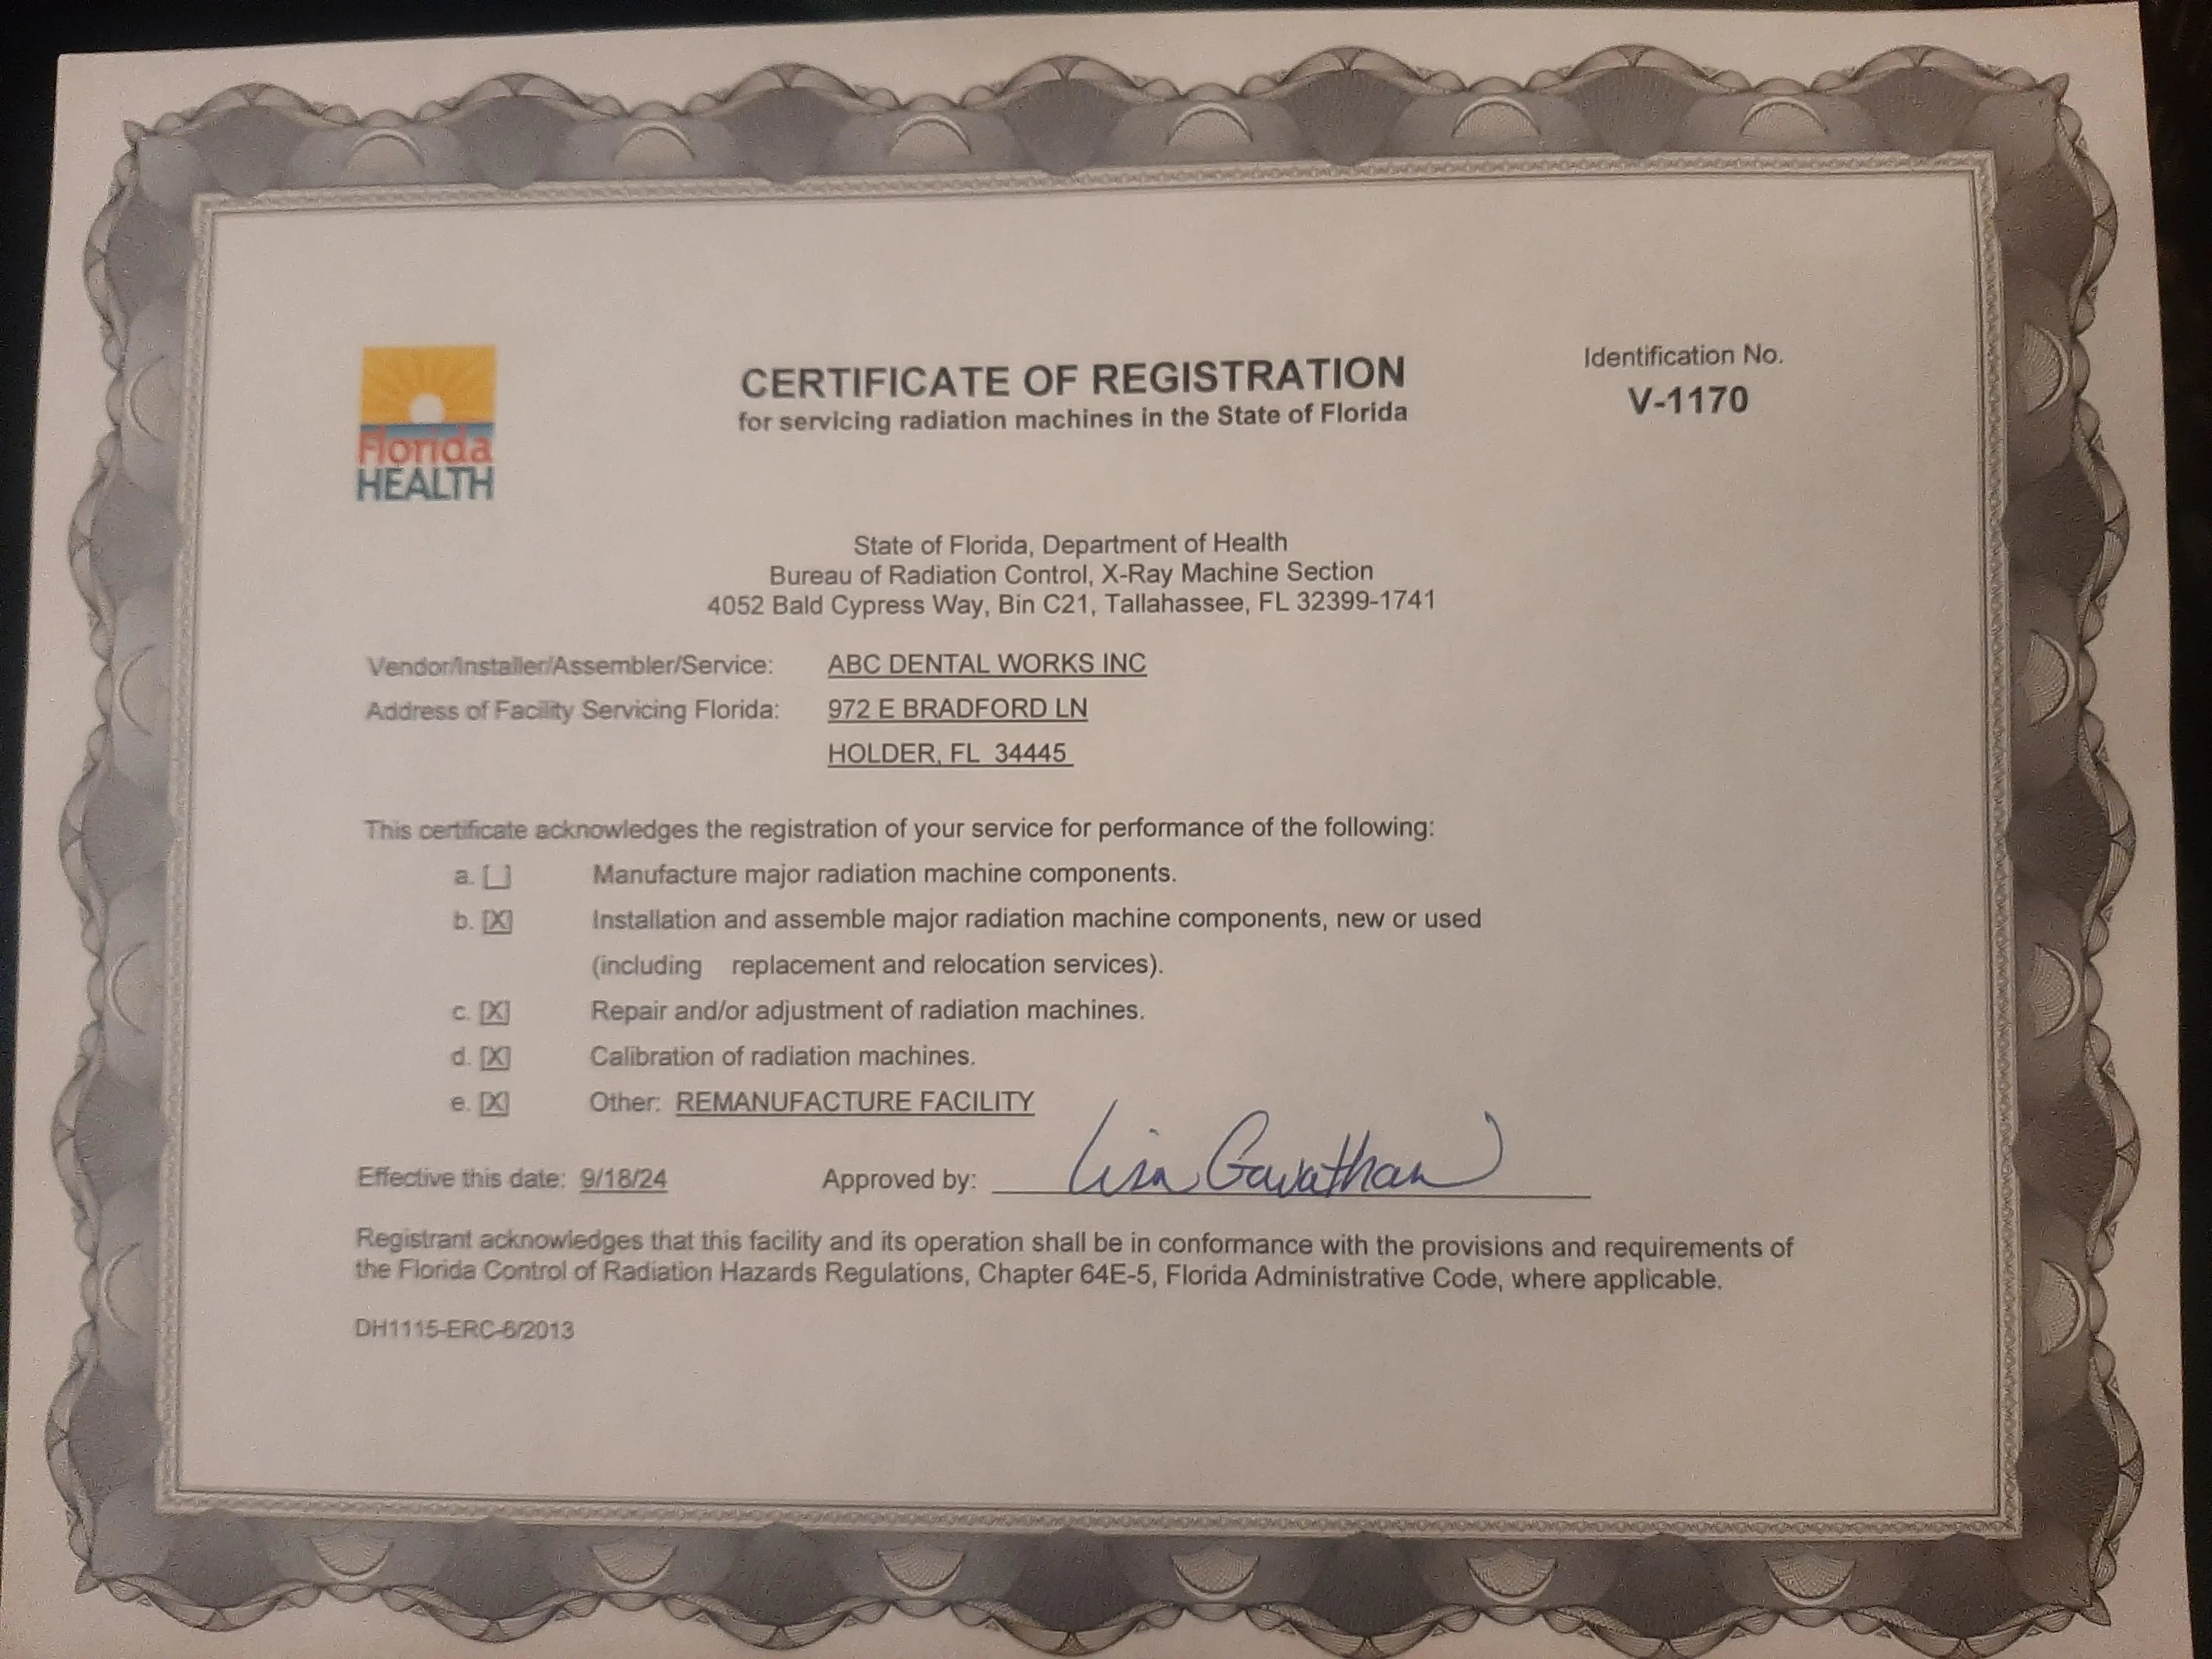 Florida
HEALTH
CERTIFICATE OF REGISTRATION
for servicing radiation machines in the State of Florida
Identification No.
V-1170
State of Florida, Department of Health
Bureau of Radiation Control, X-Ray Machine Section
4052 Bald Cypress Way, Bin C21, Tallahassee, FL 32399-1741
Vendor/Installer/Assembler/Service: ABC DENTAL WORKS INC
Address of Facility Servicing Florida: 972 E BRADFORD LN
HOLDER, FL 34445
This certificate acknowledges the registration of your service for performance of the following:
a. [ ] Manufacture major radiation machine components.
b. [X] Installation and assemble major radiation machine components, new or used
(including replacement and relocation services).
c. [X] Repair and/or adjustment of radiation machines.
d. [X] Calibration of radiation machines.
e. [X] Other: REMANUFACTURE FACILITY
Effective this date: 9/18/24 Approved by: Lisa
Registrant acknowledges that this facility and its operation shall be in conformance with the provisions and requirements of
the Florida Control of Radiation Hazards Regulations, Chapter 64E-5, Florida Administrative Code, where applicable.
DH1115-ERC-6/2013